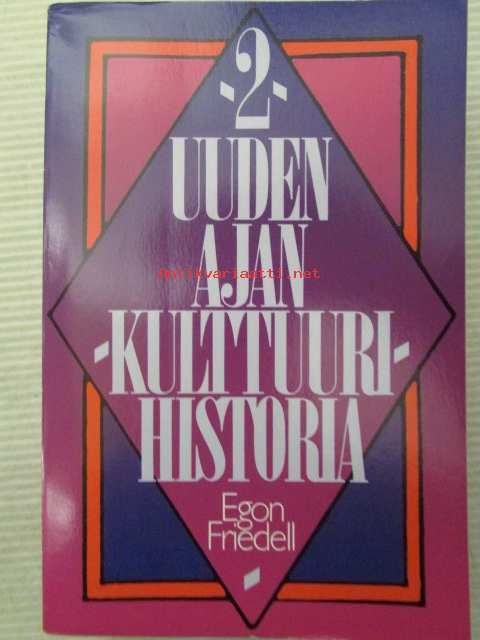 -2-
UUDEN
AJAN
Antikvariaatti.net
-KULTTUURI-
HISTORIA
Egon
Friedell